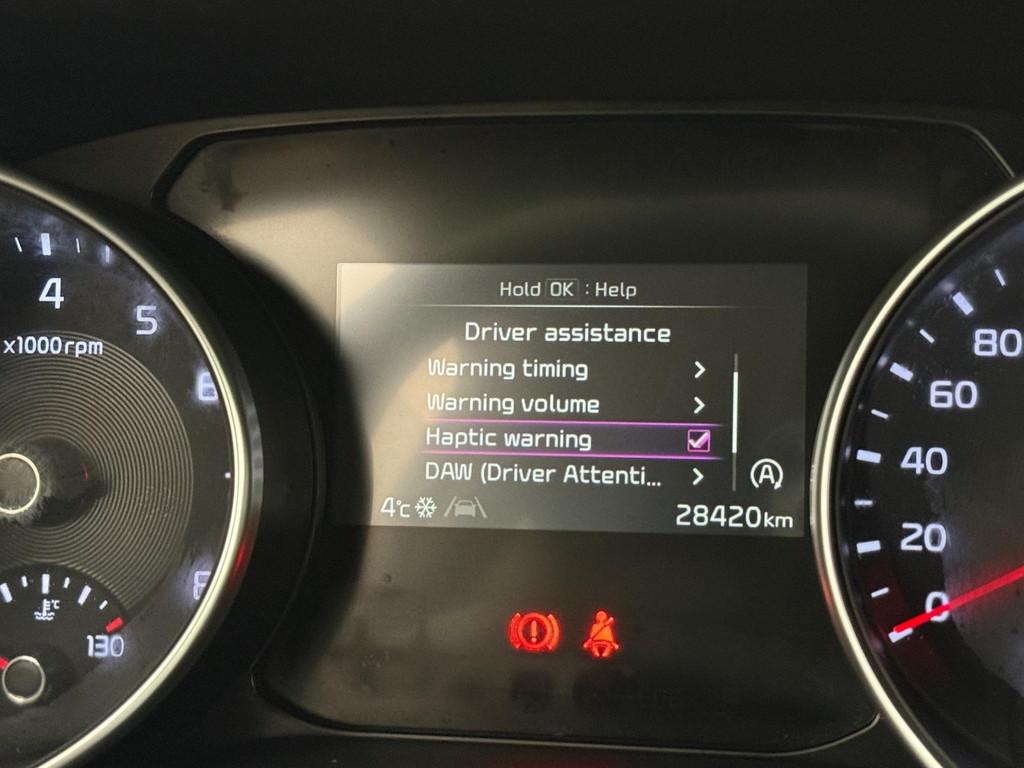 Hold OK : Help
Driver assistance
Warning timing
Warning volume
Haptic warning
DAW (Driver Attenti...
A
4°c
28420km
4
5
x1000rpm
6
8
°C
130
80
60
40
20
0